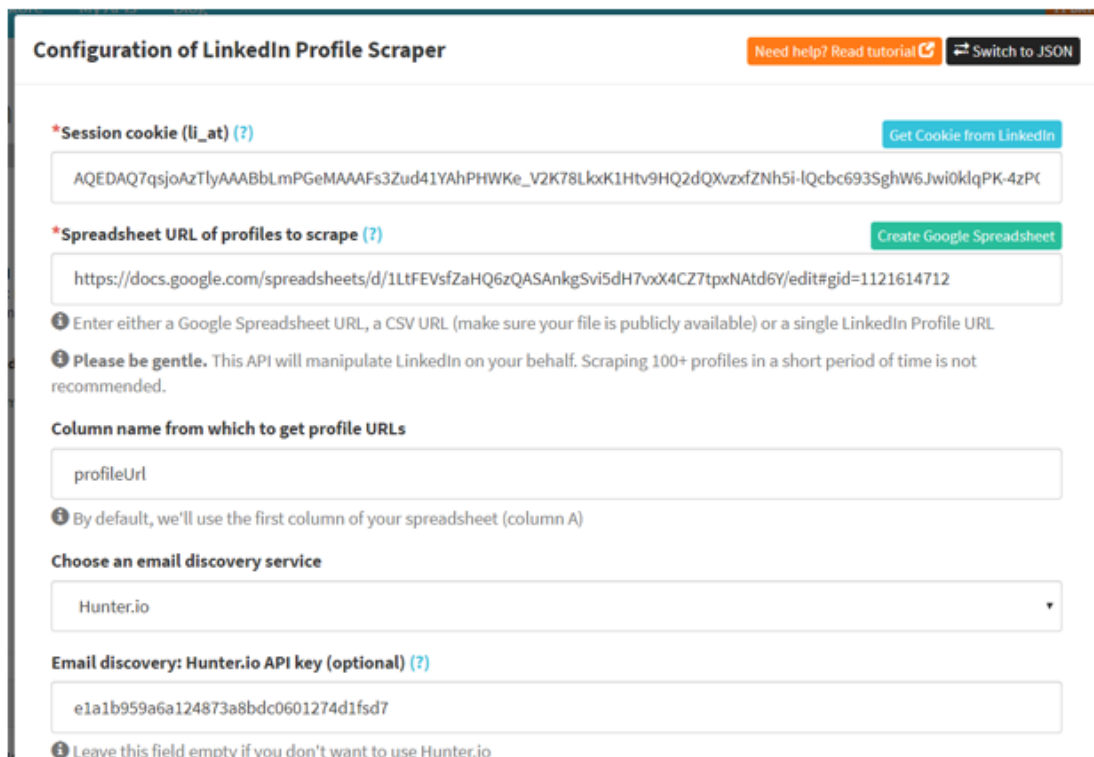 Configuration of LinkedIn Profile Scraper
Need help? Read tutorial
Switch to JSON
*Session cookie (li_at) (?)
Get Cookie from LinkedIn
*Spreadsheet URL of profiles to scrape (?)
Create Google Spreadsheet
https://docs.google.com/spreadsheets/d/1LtFEVsfZaHQ6zQASAnkgSvi5dH7vxX4CZ7tpxNAtd6Y/edit#gid=1121614712
Enter either a Google Spreadsheet URL, a CSV URL (make sure your file is publicly available) or a single LinkedIn Profile URL
Please be gentle. This API will manipulate LinkedIn on your behalf. Scraping 100+ profiles in a short period of time is not
recommended.
Column name from which to get profile URLs
profileUrl
By default, we'll use the first column of your spreadsheet (column A)
Choose an email discovery service
Hunter.io
Email discovery: Hunter.io API key (optional) (?)
e1a1b959a6a124873a8bdc0601274d1fsd7
Leave this field empty if you don't want to use Hunter.io